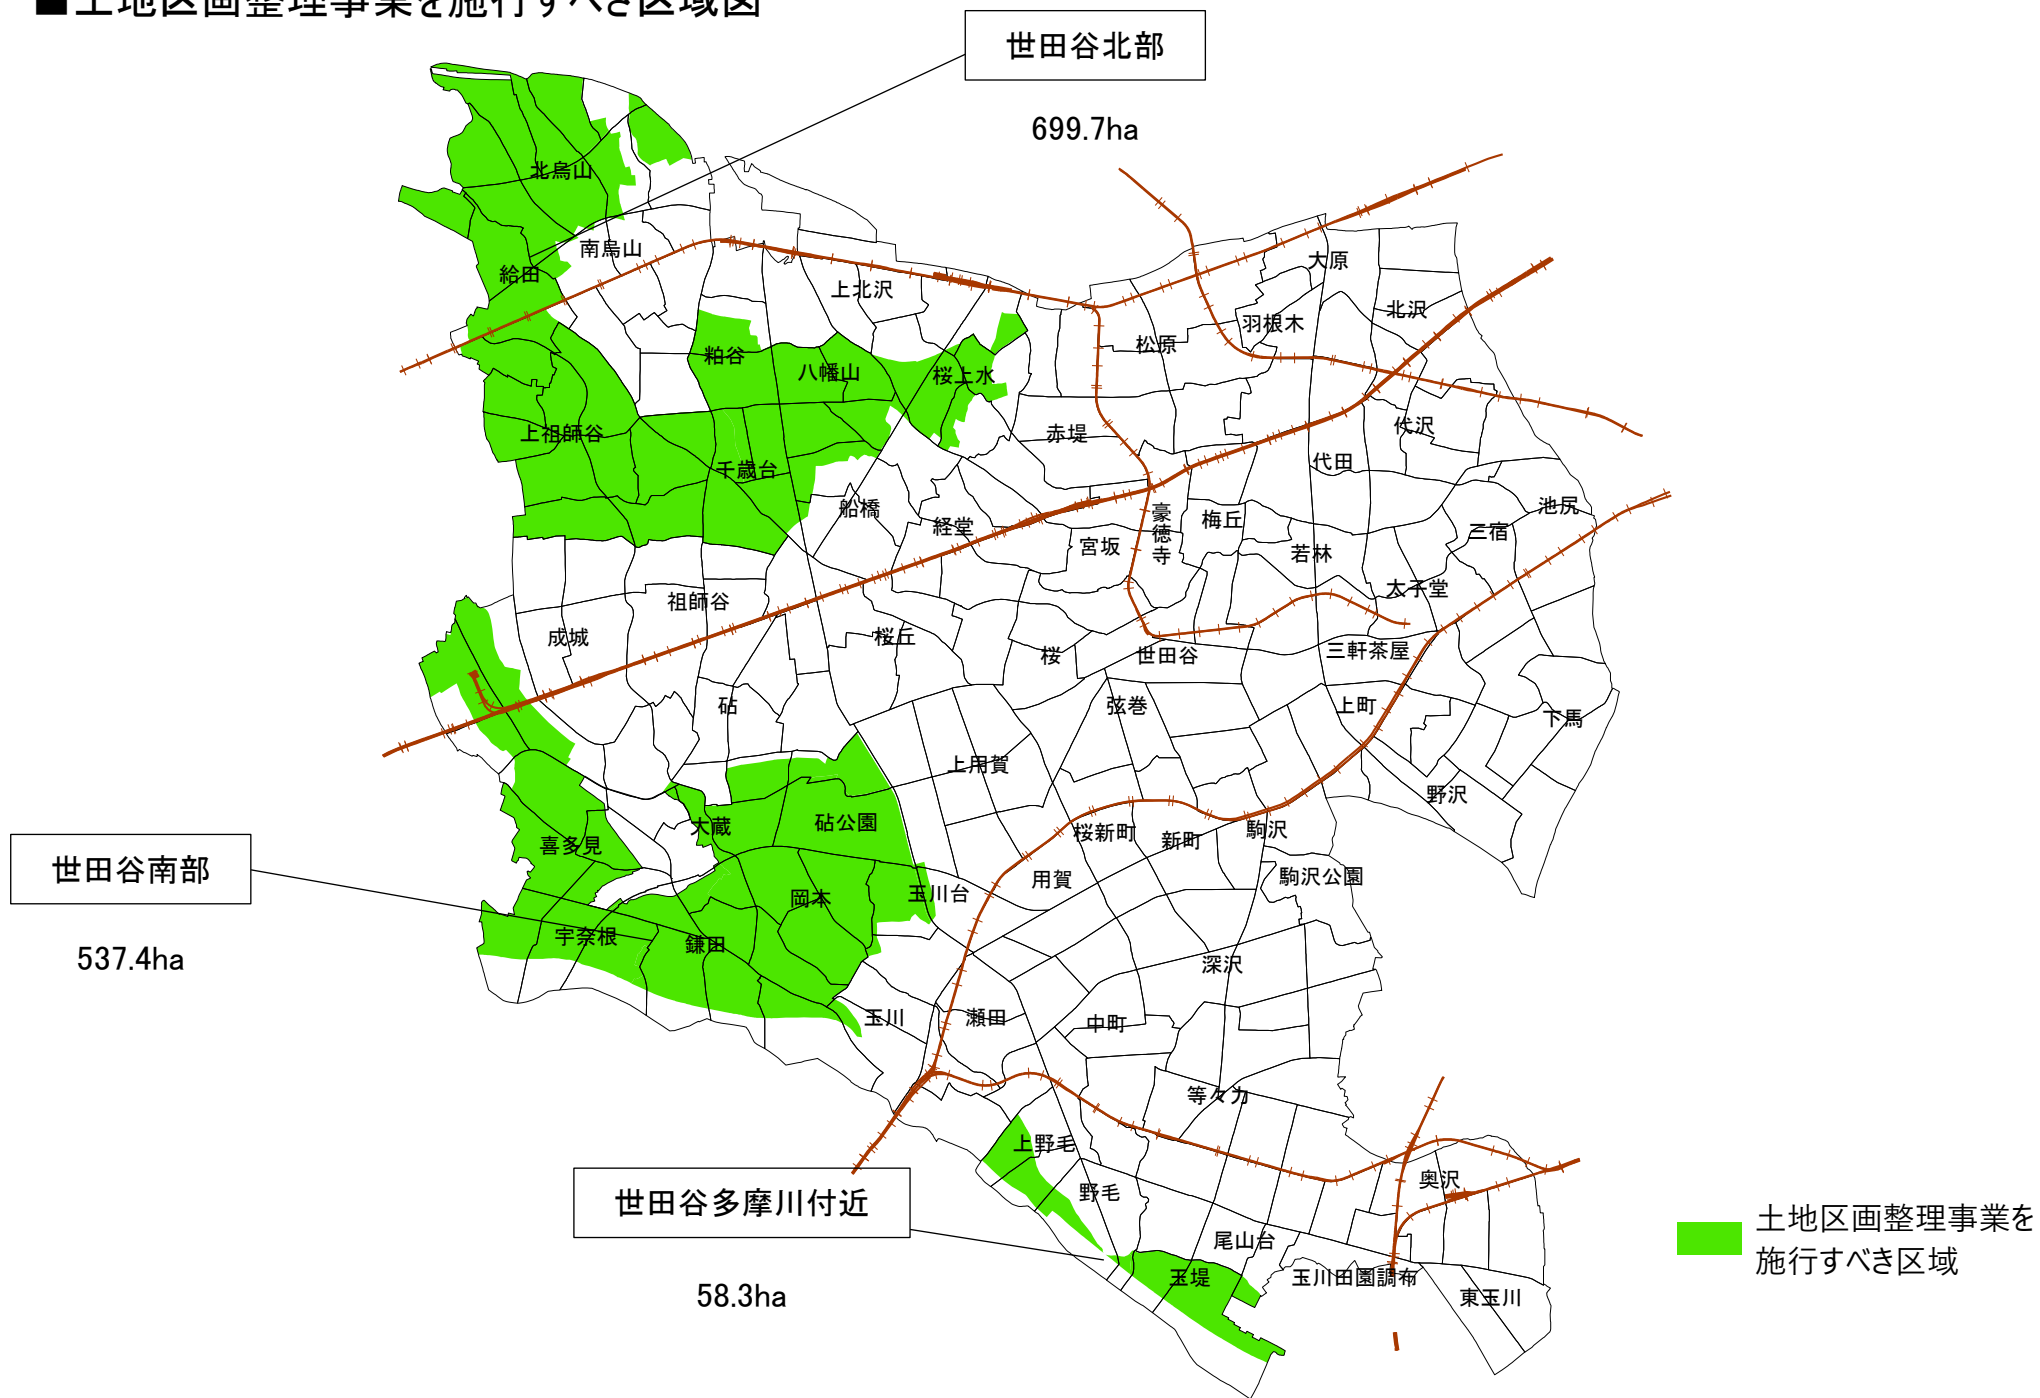 ■土地区画整理事業を施行すべき区域図
世田谷北部
699.7ha
北烏山
南烏山
給田
上北沢
大原
北沢
羽根木
松原
粕谷
八幡山
桜上水
上祖師谷
赤堤
代沢
千歳台
代田
船橋
経堂
豪徳寺
梅丘
池尻
三宿
宮坂
若林
太子堂
祖師谷
成城
桜丘
桜
世田谷
三軒茶屋
砧
弦巻
上町
下馬
上用賀
野沢
大蔵
砧公園
喜多見
桜新町
新町
駒沢
世田谷南部
537.4ha
岡本
玉川台
用賀
駒沢公園
宇奈根
鎌田
深沢
玉川
瀬田
中町
等々力
上野毛
野毛
奥沢
世田谷多摩川付近
58.3ha
尾山台
玉堤
玉川田園調布
東玉川
土地区画整理事業を
施行すべき区域